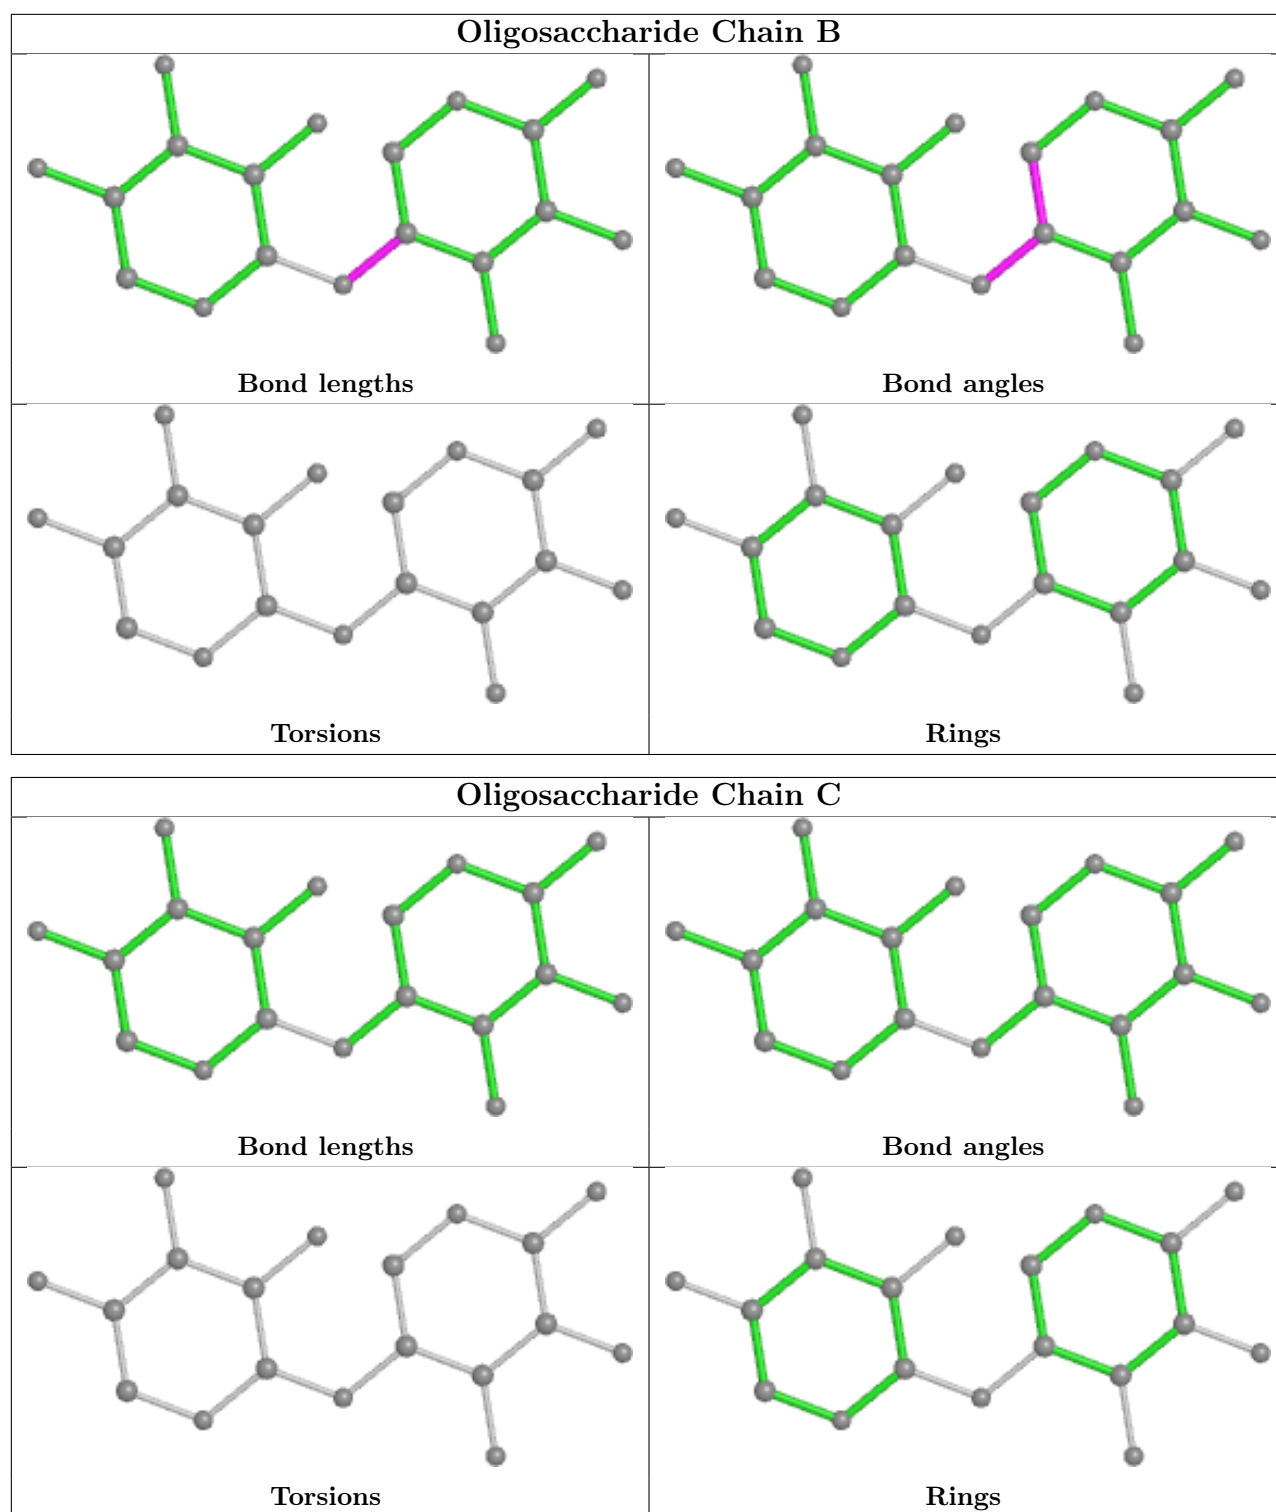 Oligosaccharide Chain B
Bond lengths
Bond angles
Torsions
Rings
Oligosaccharide Chain C
Bond lengths
Bond angles
Torsions
Rings